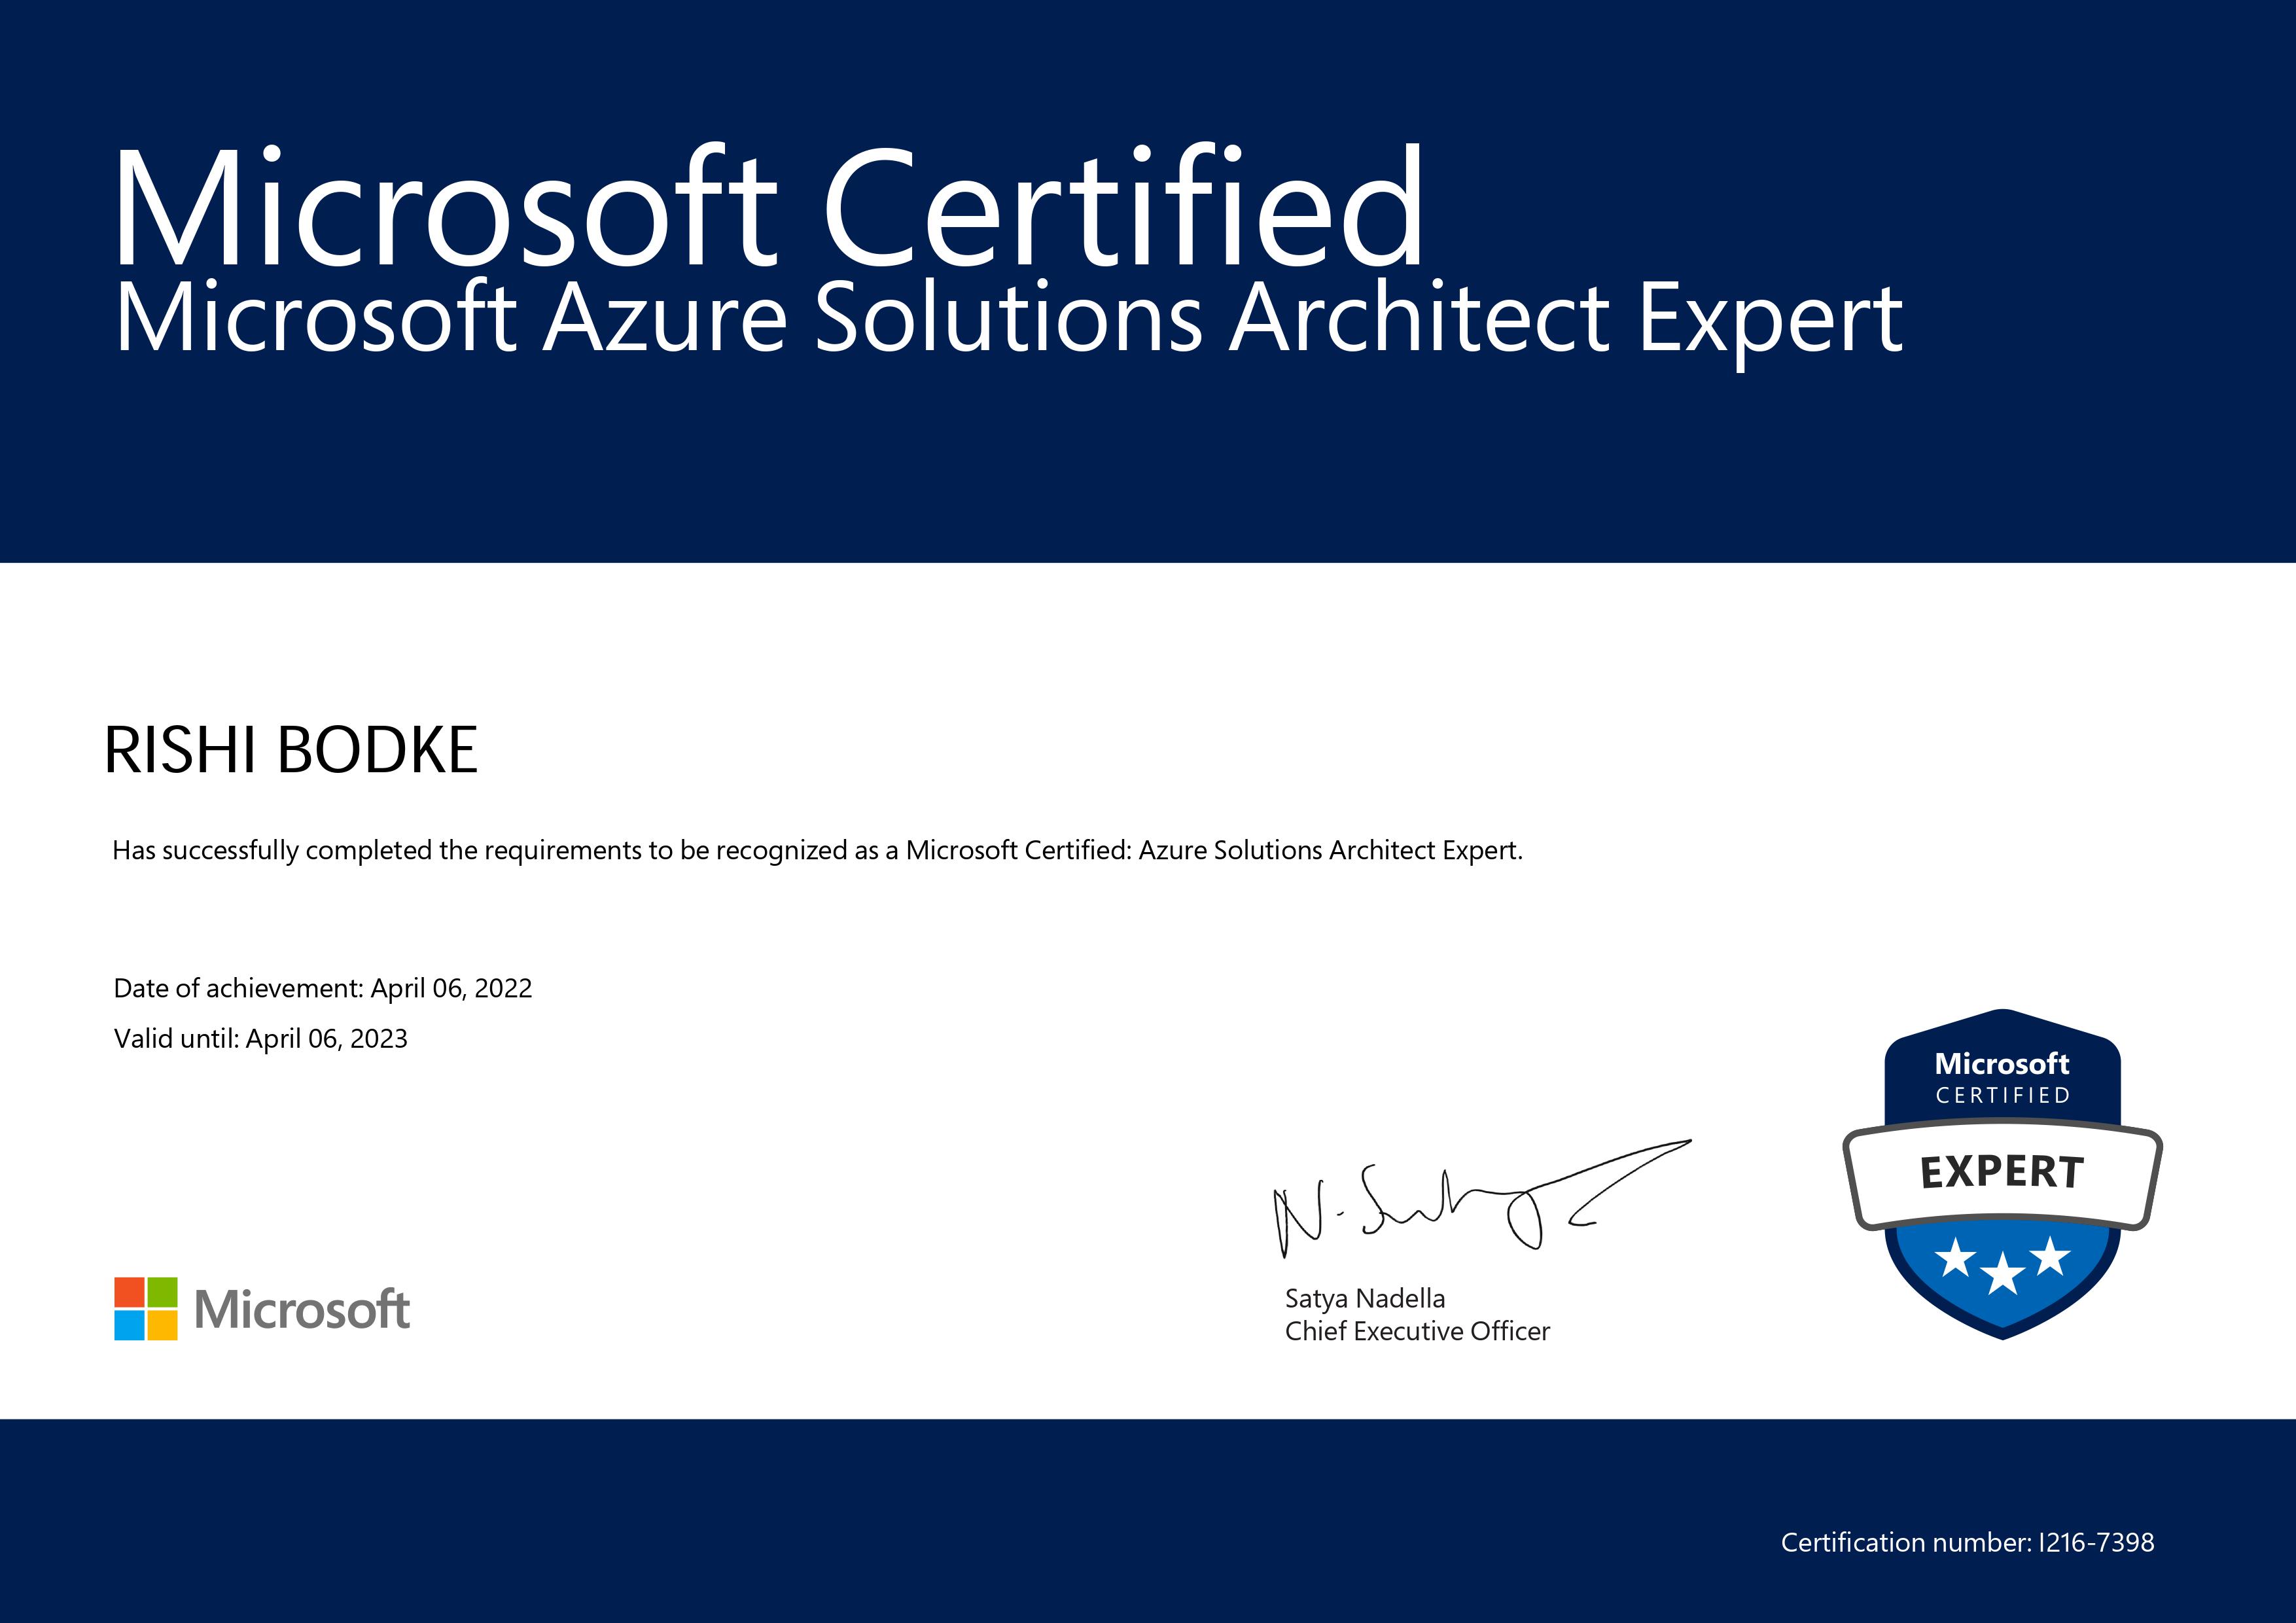 Microsoft Certified
Microsoft Azure Solutions Architect Expert
RISHI BODKE
Has successfully completed the requirements to be recognized as a Microsoft Certified: Azure Solutions Architect Expert.
Date of achievement: April 06, 2022
Valid until: April 06, 2023
Microsoft
CERTIFIED
EXPERT
N. Satya
Satya Nadella
Chief Executive Officer
Microsoft
Certification number: I216-7398